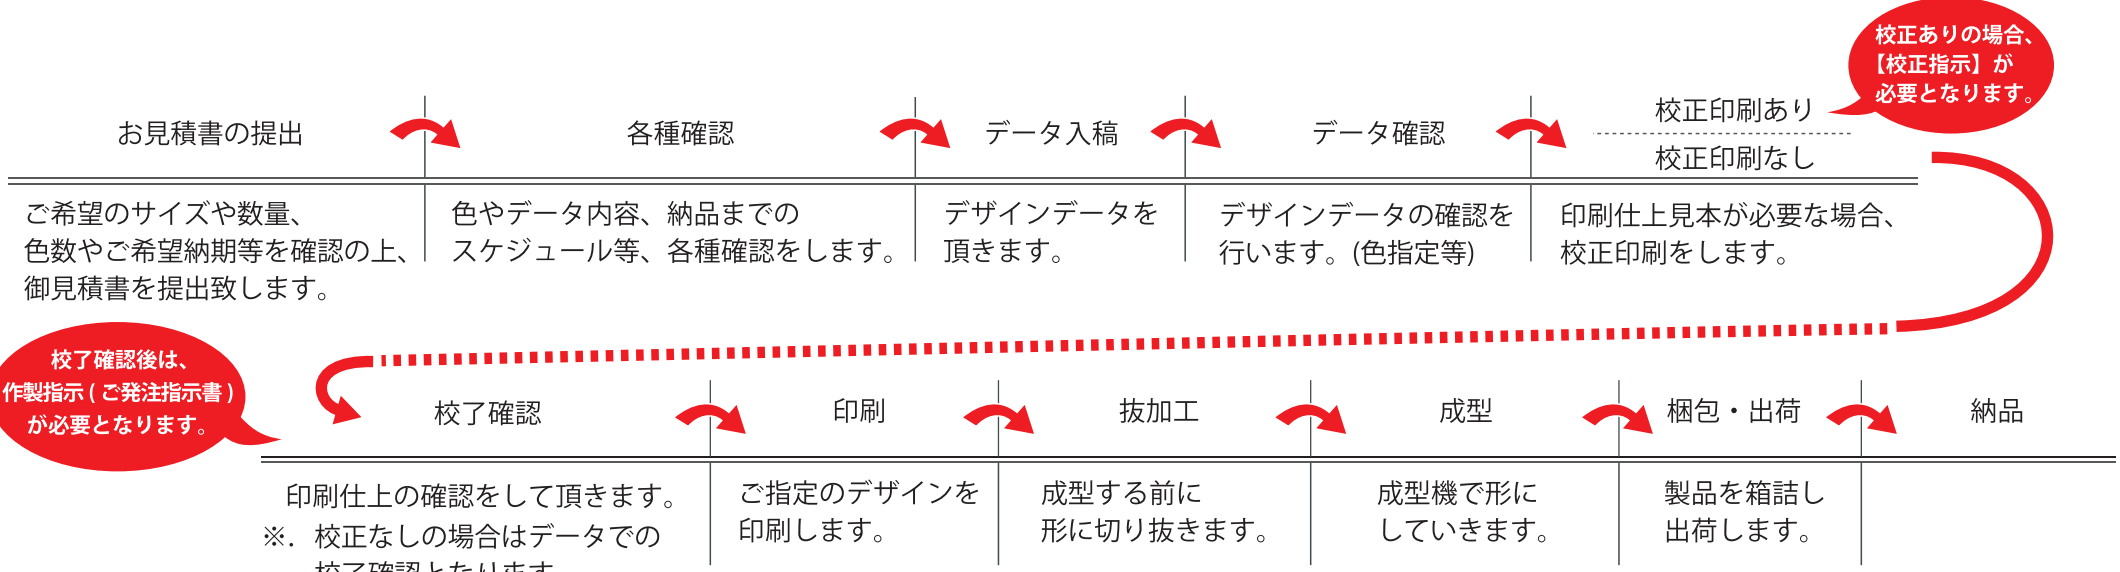 校正ありの場合、
【校正指示】が
必要となります。
お見積書の提出
各種確認
データ入稿
データ確認
校正印刷あり
校正印刷なし
ご希望のサイズや数量、
色数やご希望納期等を確認の上、
御見積書を提出致します。
色やデータ内容、納品までの
スケジュール等、各種確認をします。
デザインデータを
頂きます。
デザインデータの確認を
行います。(色指定等)
印刷仕上見本が必要な場合、
校正印刷をします。
校了確認後は、
作製指示(ご発注指示書)
が必要となります。
校了確認
印刷
抜加工
成型
梱包・出荷
納品
印刷仕上の確認をして頂きます。
※.校正なしの場合はデータでの
校了確認となります
ご指定のデザインを
印刷します。
成型する前に
形に切り抜きます。
成型機で形に
していきます。
製品を箱詰し
出荷します。